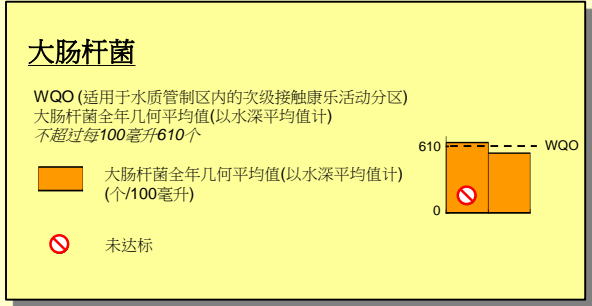 大肠杆菌
WQO (适用于水质管制区内的次级接触康乐活动分区)
大肠杆菌全年几何平均值(以水深平均值计)
不超过每100毫升610个
610
WQO
大肠杆菌全年几何平均值(以水深平均值计)
(个/100毫升)
0
未达标